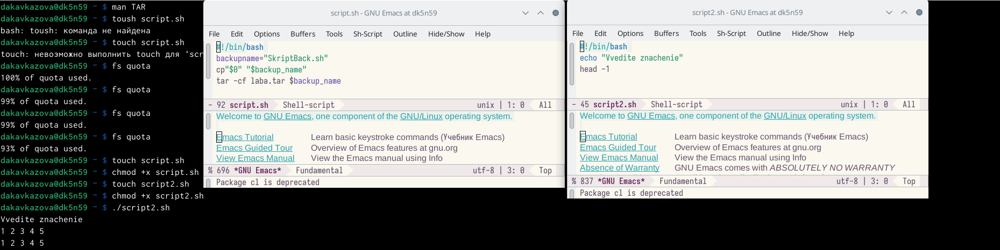 dakavkazova@dk5n59 ~ $ man TAR
dakavkazova@dk5n59 ~ $ toush script.sh
bash: toush: команда не найдена
dakavkazova@dk5n59 ~ $ touch script.sh
touch: невозможно выполнить touch для 'scr
dakavkazova@dk5n59 ~ $ fs quota
100% of quota used.
dakavkazova@dk5n59 ~ $ fs quota
99% of quota used.
dakavkazova@dk5n59 ~ $ fs quota
99% of quota used.
dakavkazova@dk5n59 ~ $ fs quota
93% of quota used.
dakavkazova@dk5n59 ~ $ touch script.sh
dakavkazova@dk5n59 ~ $ chmod +x script.sh
dakavkazova@dk5n59 ~ $ touch script2.sh
dakavkazova@dk5n59 ~ $ chmod +x script2.sh
dakavkazova@dk5n59 ~ $ ./script2.sh
Vvedite znachenie
1 2 3 4 5
1 2 3 4 5
script.sh - GNU Emacs at dk5n59
File Edit Options Buffers Tools Sh-Script Outline Hide/Show Help
#!/bin/bash
backupname="SkriptBack.sh"
cp"$0" "$backup_name"
tar -cf laba.tar $backup_name
- 92 script.sh Shell-script unix | 1: 0 All
Welcome to GNU Emacs, one component of the GNU/Linux operating system.
Emacs Tutorial Learn basic keystroke commands (Учебник Emacs)
Emacs Guided Tour Overview of Emacs features at gnu.org
View Emacs Manual View the Emacs manual using Info
% 696 *GNU Emacs* Fundamental utf-8 | 3: 0 Top
Package cl is deprecated
script2.sh - GNU Emacs at dk5n59
File Edit Options Buffers Tools Sh-Script Outline Hide/Show Help
#!/bin/bash
echo "Vvedite znachenie"
head -1
- 45 script2.sh Shell-script unix | 1: 0 All
Welcome to GNU Emacs, one component of the GNU/Linux operating system.
Emacs Tutorial Learn basic keystroke commands (Учебник Emacs)
Emacs Guided Tour Overview of Emacs features at gnu.org
View Emacs Manual View the Emacs manual using Info
Absence of Warranty GNU Emacs comes with ABSOLUTELY NO WARRANTY
% 837 *GNU Emacs* Fundamental utf-8 | 3: 0 Top
Package cl is deprecated